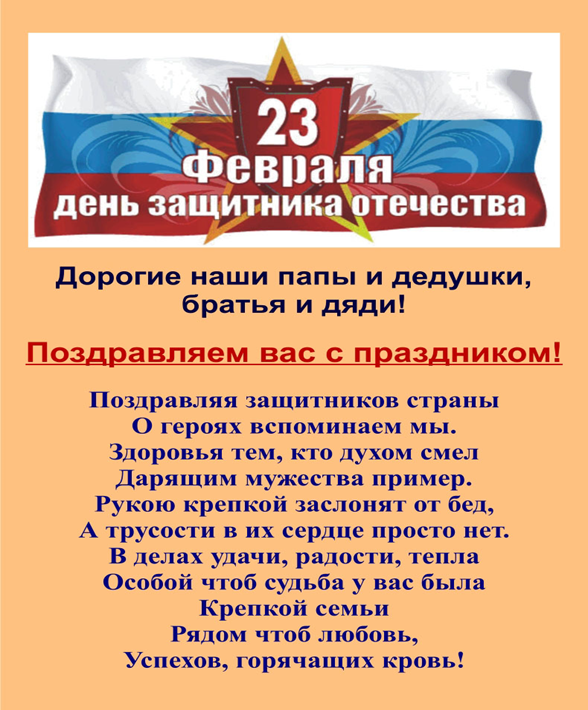 23
Февраля
день защитника отечества
Дорогие наши папы и дедушки,
братья и дяди!
Поздравляем вас с праздником!
Поздравляя защитников страны
О героях вспоминаем мы.
Здоровья тем, кто духом смел
Дарящим мужества пример.
Рукою крепкой заслонят от бед,
А трусости в их сердце просто нет.
В делах удачи, радости, тепла
Особой чтоб судьба у вас была
Крепкой семьи
Рядом чтоб любовь,
Успехов, горячащих кровь!